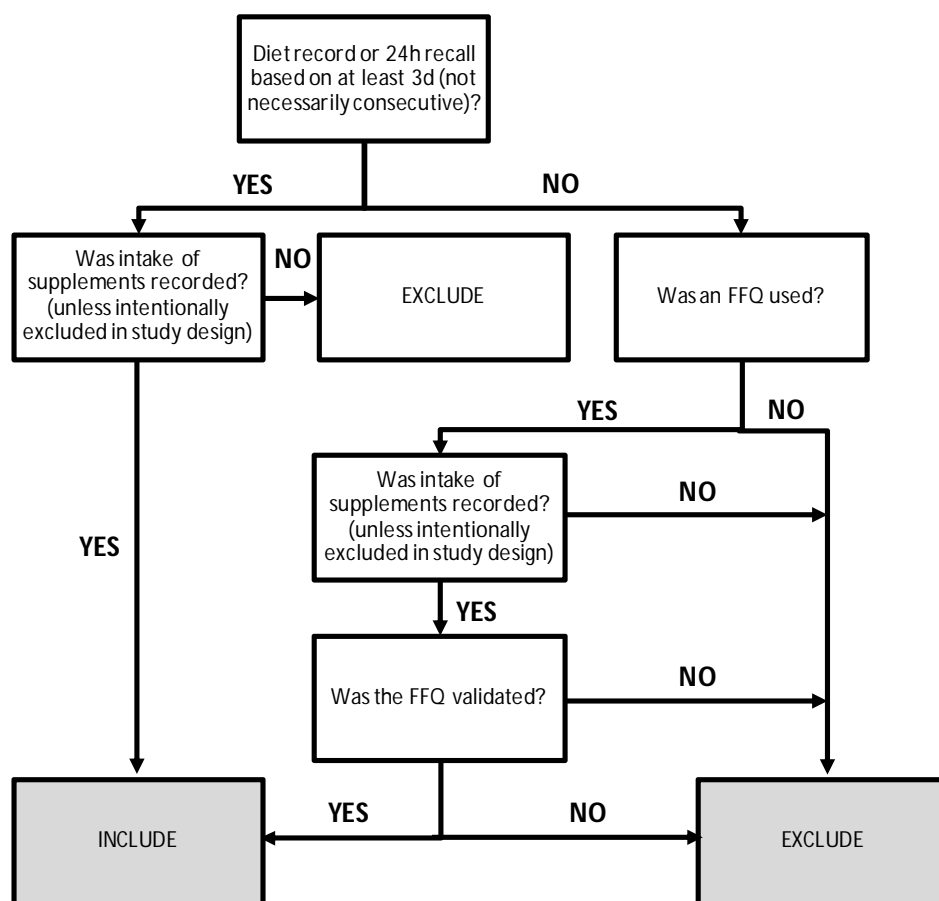 Diet record or 24h recall
based on at least 3d (not
necessarily consecutive)?
YES
NO
Was intake of
supplements recorded?
(unless intentionally
excluded in study design)
NO
EXCLUDE
Was an FFQ used?
YES
NO
Was intake of
supplements recorded?
(unless intentionally
excluded in study design)
NO
YES
YES
Was the FFQ validated?
NO
INCLUDE
YES
NO
EXCLUDE